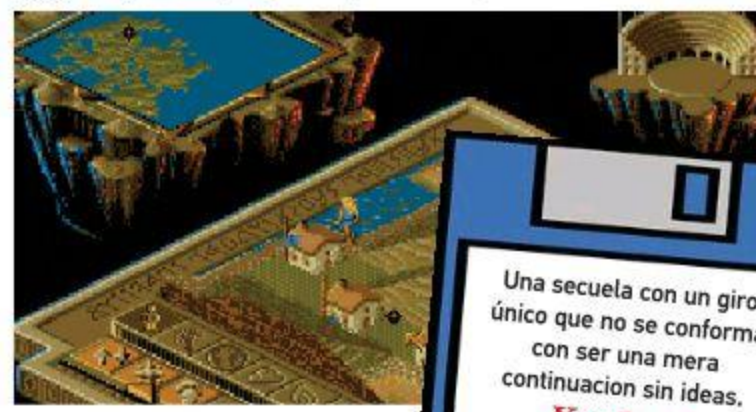 Una secuela con un giro
único que no se conforma
con ser una mera
continuacion sin ideas.